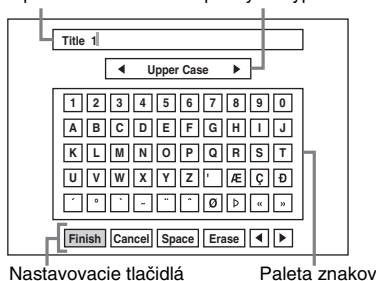 Title 1
◀ Upper Case ▶
1 2 3 4 5 6 7 8 9 0
A B C D E F G H I J
K L M N O P Q R S T
U V W X Y Z ' Æ Ç Ð
´ ° ` ~ ¨ ^ Ø Þ « »
Finish Cancel Space Erase ◀ ▶
Nastavovacie tlačidlá Paleta znakov